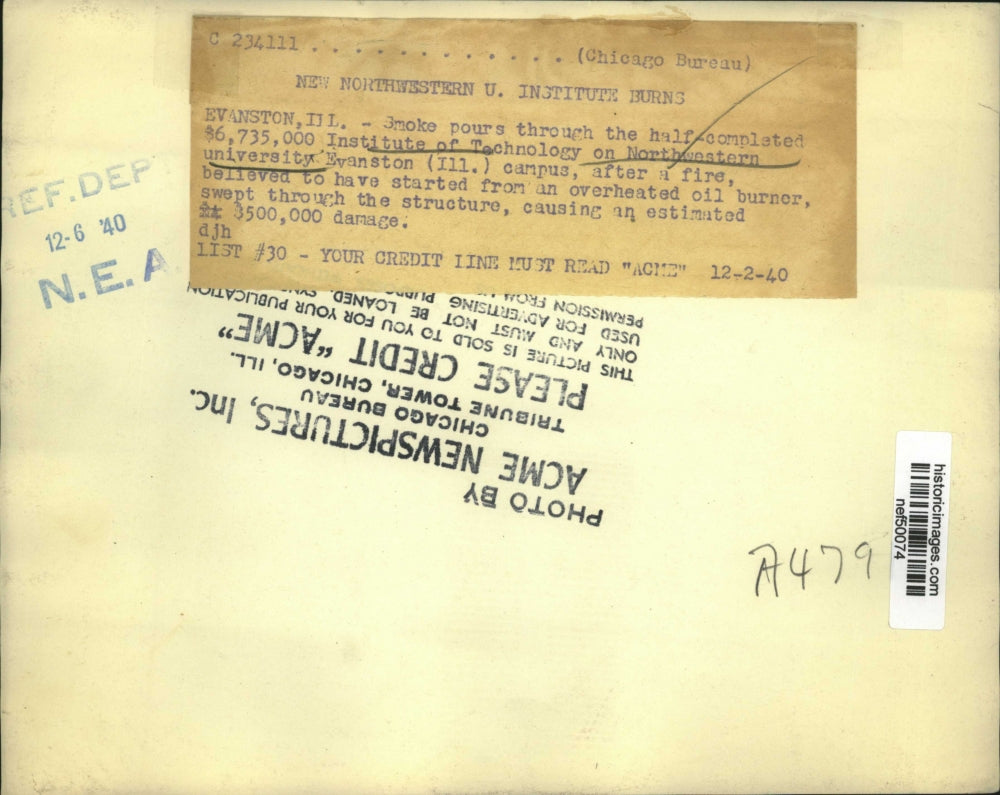 C 234111 . . . . . . . . . . . . . (Chicago Bureau)
NEW NORTHWESTERN U. INSTITUTE BURNS
EVANSTON, ILL. - Smoke pours through the half-completed
$6,735,000 Institute of Technology on Northwestern
university Evanston (Ill.) campus, after a fire,
believed to have started from an overheated oil burner,
swept through the structure, causing an estimated
$500,000 damage.
djh
LIST #30 - YOUR CREDIT LINE MUST READ "ACME" 12-2-40
REF. DEP
12-6 '40
N.E.A
PHOTO BY
ACME NEWSPICTURES, Inc.
CHICAGO BUREAU
TRIBUNE TOWER, CHICAGO, ILL.
PLEASE CREDIT "ACME"
THIS PICTURE IS SOLD TO YOU FOR YOUR PUBLICATION
ONLY AND MUST NOT BE LOANED,
USED FOR ADVERTISING
PERMISSION FROM
A479
historicimages.com
nef50074